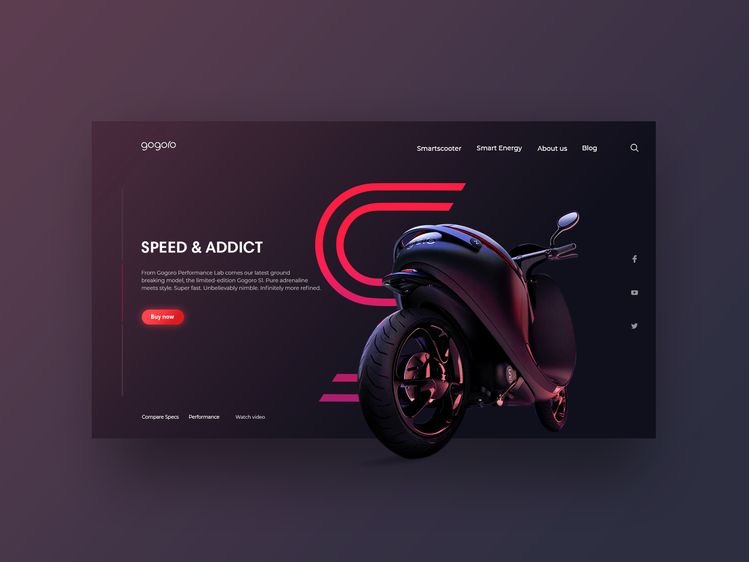 gogoro
Smartscooter Smart Energy About us Blog
SPEED & ADDICT
From Gogoro Performance Lab comes our latest ground
breaking model, the limited-edition Gogoro S1. Pure adrenaline
meets style. Super fast. Unbelievably nimble. Infinitely more refined.
Buy now
Compare Specs Performance Watch video
gogoro